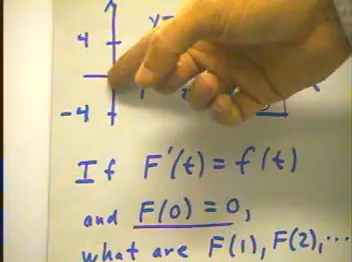 4
y=
-4
If F'(t) = f(t)
and F(0) = 0,
what are F(1), F(2), ...